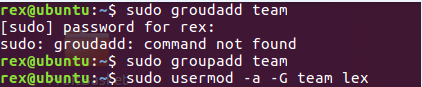 rex@ubuntu:~$ sudo groudadd team
[sudo] password for rex:
sudo: groudadd: command not found
rex@ubuntu:~$ sudo groupadd team
rex@ubuntu:~$ sudo usermod -a -G team lex